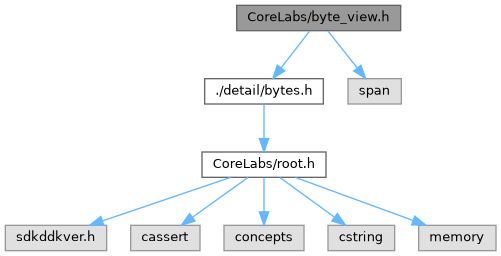 CoreLabs/byte_view.h
./detail/bytes.h
span
CoreLabs/root.h
sdkddkver.h
cassert
concepts
cstring
memory